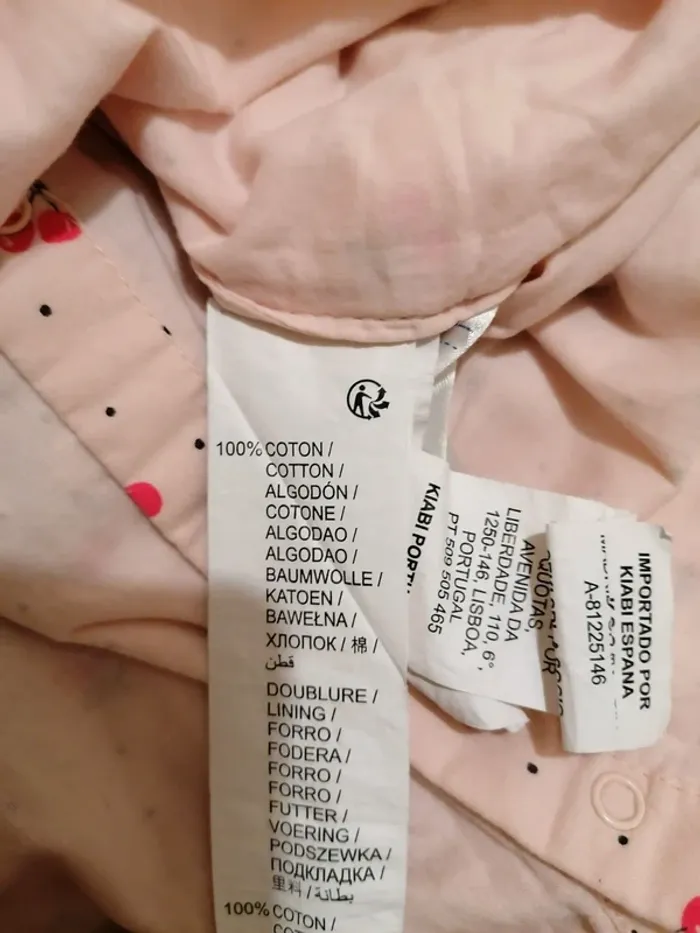 100% COTON /
COTTON /
ALGODÓN /
COTONE /
ALGODAO /
ALGODAO /
BAUMWOLLE /
KATOEN /
BAWEŁNA /
ХЛОПОК / 棉 /
قطن
DOUBLURE /
LINING /
FORRO /
FODERA /
FORRO /
FORRO /
FUTTER /
VOERING /
PODSZEWKA /
ПОДКЛАДКА /
里料 / بطانة /
100% COTON /
KIABI
QUOTAS,
AVENIDA DA
LIBERDADE, 110, 6°,
1250-146, LISBOA,
PORTUGAL
PT 509 505 465
IMPORTADO POR
KIABI ESPANA
A-81225146